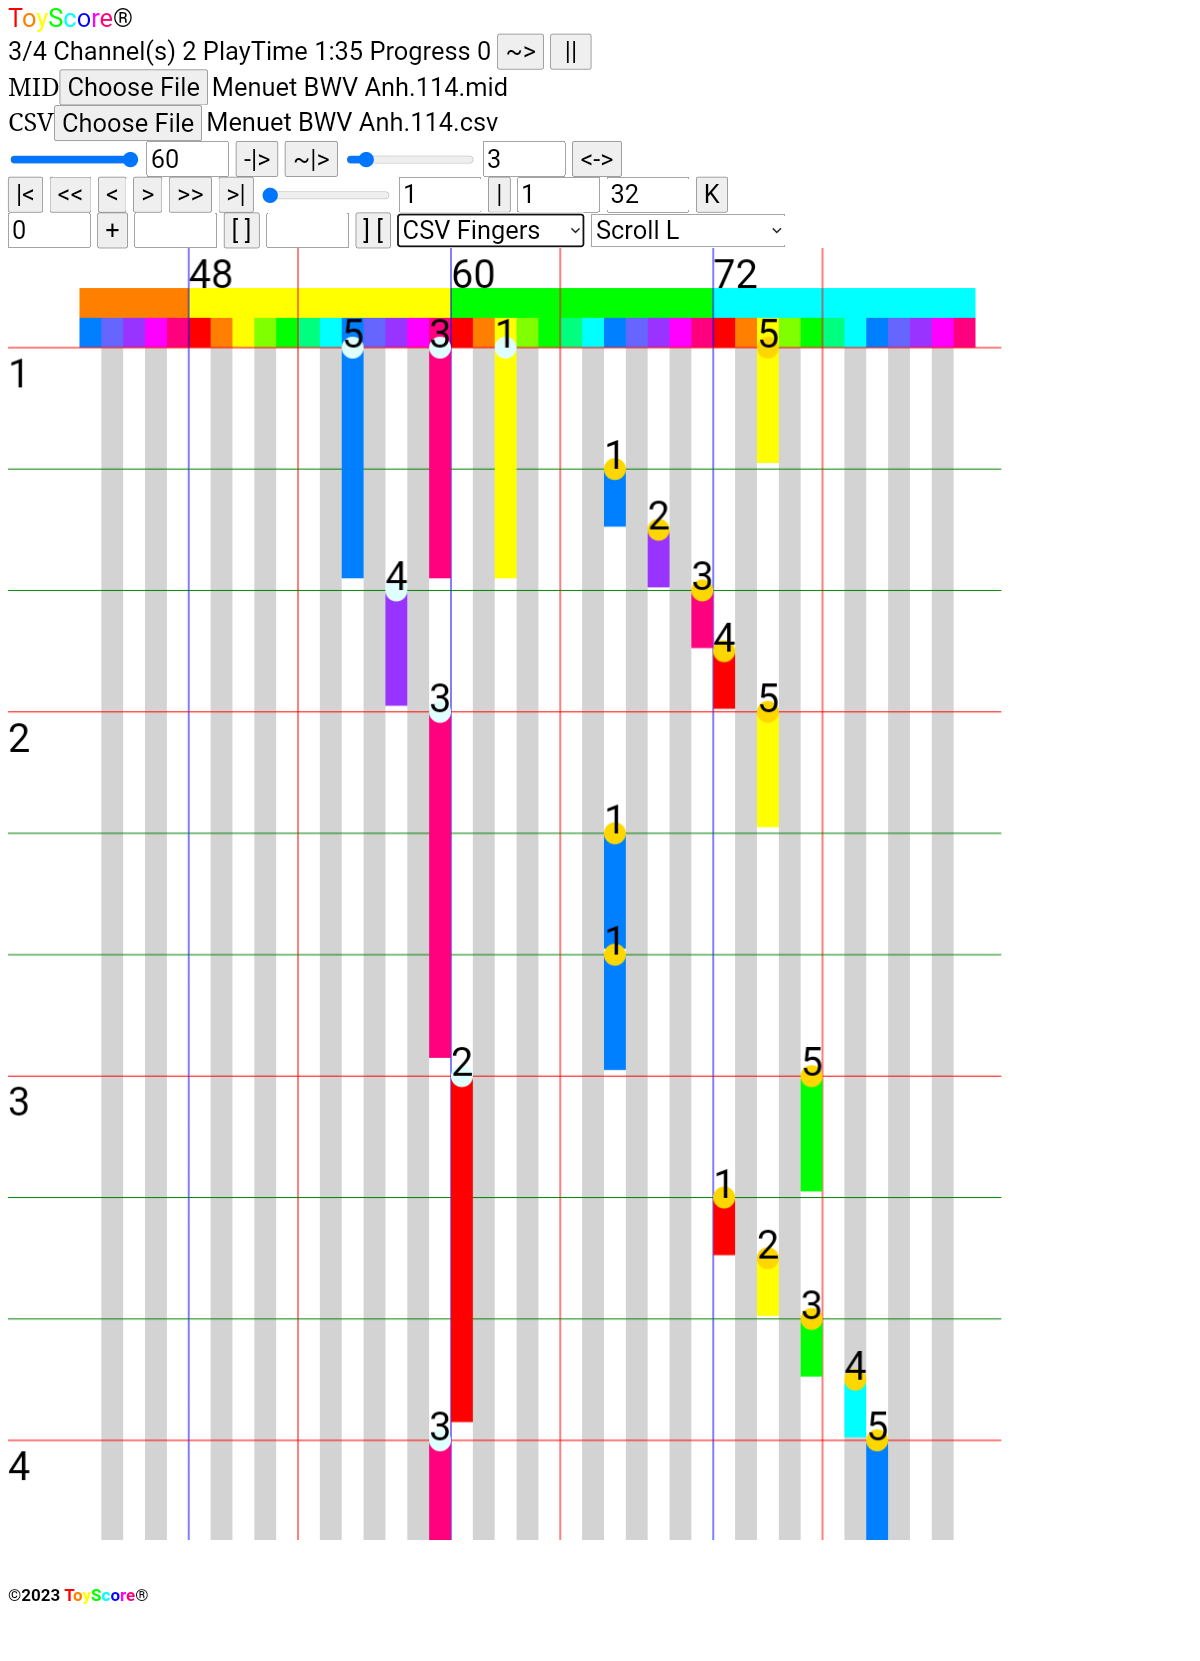 ToyScore®
3/4 Channel(s) 2 PlayTime 1:35 Progress 0 ~> ||
MID Choose File Menuet BWV Anh.114.mid
CSV Choose File Menuet BWV Anh.114.csv
60 -|> ~|> 3 <->
|< << < > >> >| 1 | 1 32 K
0 + [ ] ] [ CSV Fingers Scroll L
48 60 72
5 3 1 5
1
1
2
4 3
4
3 5
2
1
1
2 5
3
1
2
3
4
3 5
4
©2023 ToyScore®